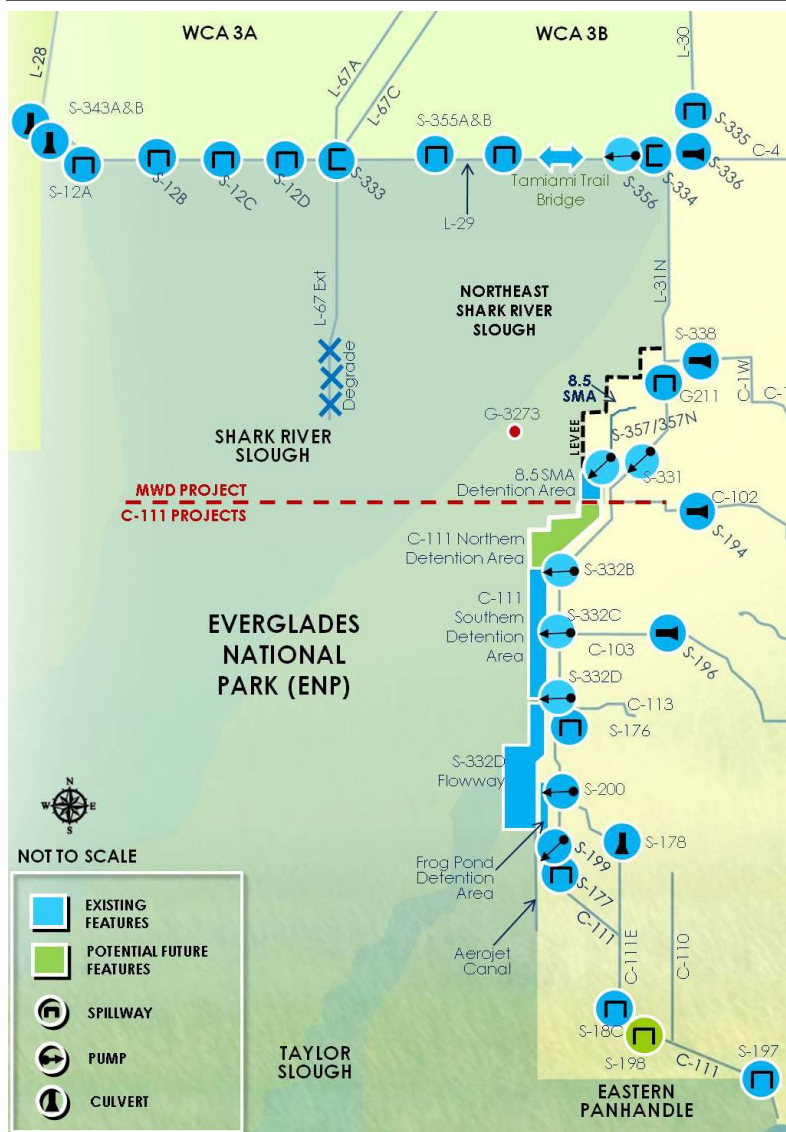 WCA 3A
WCA 3B
L-28
L-67A
L-67C
L-30
S-343A&B
S-355A&B
S-335
C-4
S-336
S-12A
S-12B
S-12C
S-12D
S-333
Tamiami Trail
Bridge
S-356
S-334
L-29
L-67 Ext
L-31N
NORTHEAST
SHARK RIVER
SLOUGH
S-338
Degrade
8.5
SMA
C-1W
G211
G-3273
LEVEE
S-357/357N
SHARK RIVER
SLOUGH
S-331
8.5 SMA
Detention Area
MWD PROJECT
C-111 PROJECTS
C-102
S-194
C-111 Northern
Detention Area
S-332B
C-111
Southern
Detention
Area
S-332C
C-103
S-196
EVERGLADES
NATIONAL
PARK (ENP)
S-332D
C-113
S-176
S-332D
Flowway
S-200
N
W
E
S
NOT TO SCALE
S-199
S-178
Frog Pond
Detention
Area
S-177
C-111
Aerojet
Canal
C-111E
C-110
EXISTING
FEATURES
POTENTIAL FUTURE
FEATURES
SPILLWAY
PUMP
CULVERT
S-18C
S-198
C-111
S-197
TAYLOR
SLOUGH
EASTERN
PANHANDLE